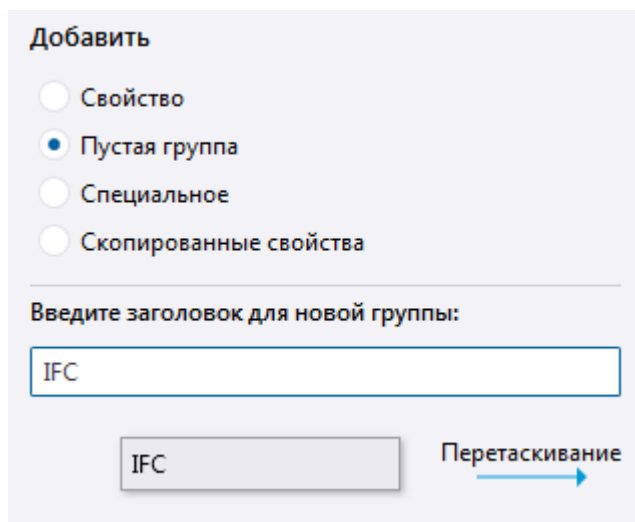 Добавить
Свойство
Пустая группа
Специальное
Скопированные свойства
Введите заголовок для новой группы:
IFC
IFC Перетаскивание